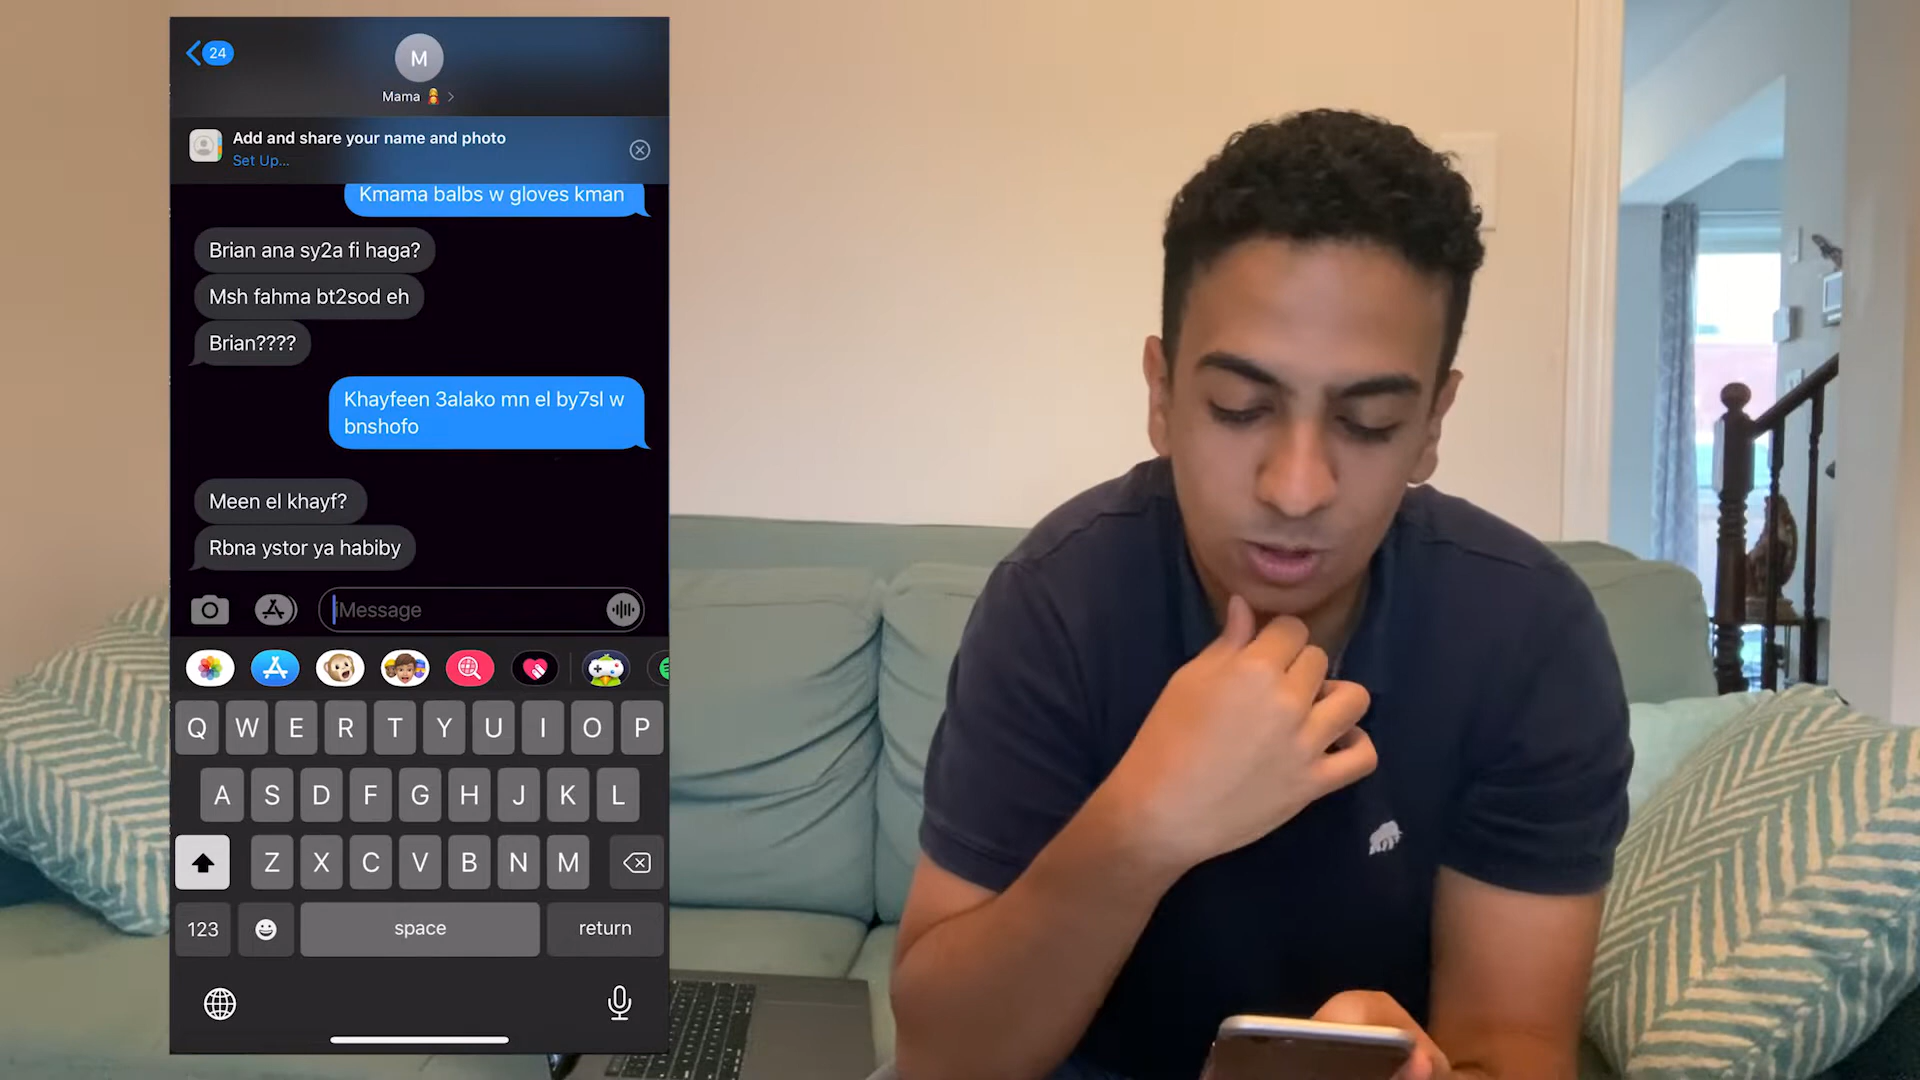 24
M
Mama
Add and share your name and photo
Set Up...
Kmama balbs w gloves kman
Brian ana sy2a fi haga?
Msh fahma bt2sod eh
Brian????
Khayfeen 3alako mn el by7sl w
bnshofo
Meen el khayf?
Rbna ystor ya habiby
iMessage
Q W E R T Y U I O P
A S D F G H J K L
Z X C V B N M
123 space return